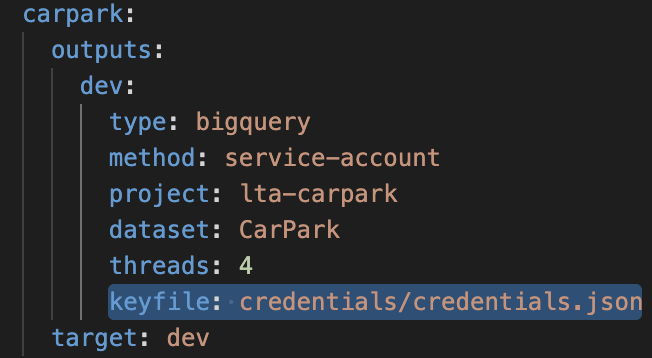 carpark:
outputs:
dev:
type: bigquery
method: service-account
project: lta-carpark
dataset: CarPark
threads: 4
keyfile: credentials/credentials.json
target: dev